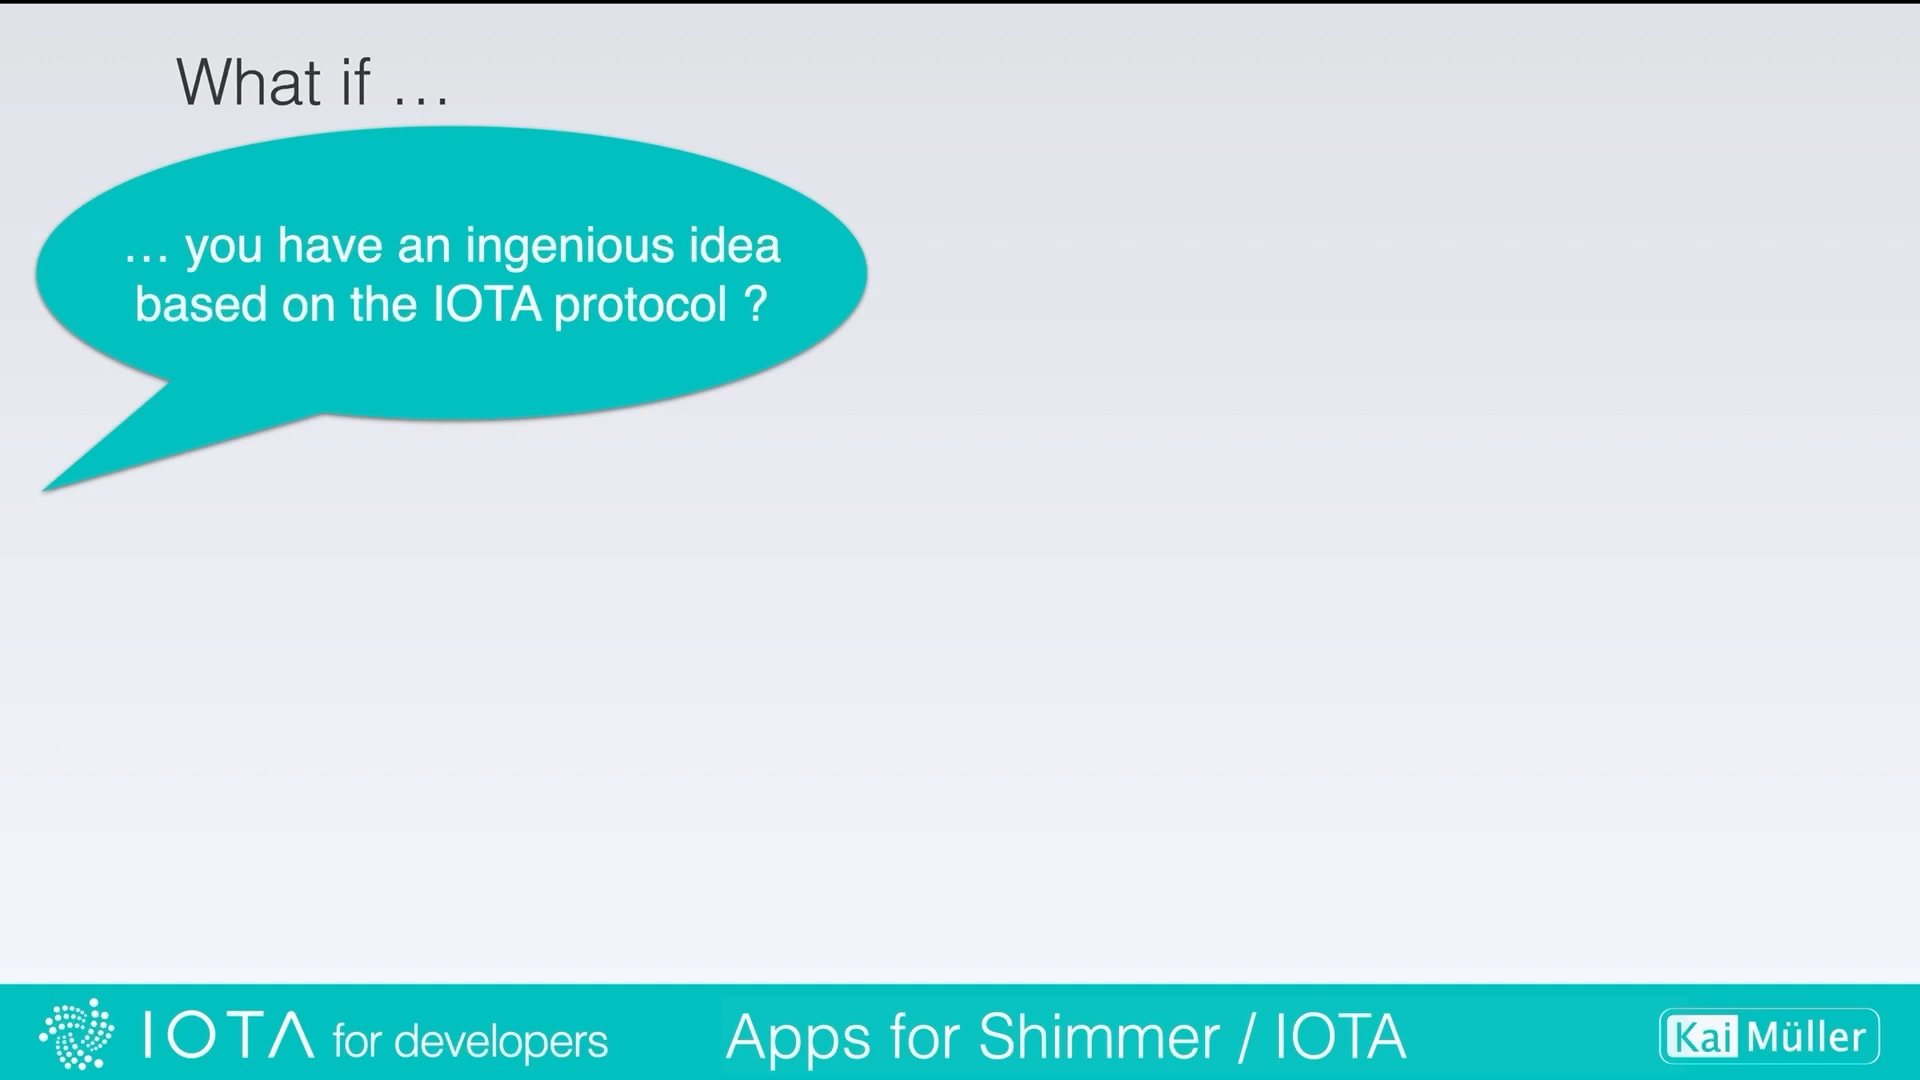 What if …
… you have an ingenious idea
based on the IOTA protocol ?
IOTA for developers
Apps for Shimmer / IOTA
Kai Müller